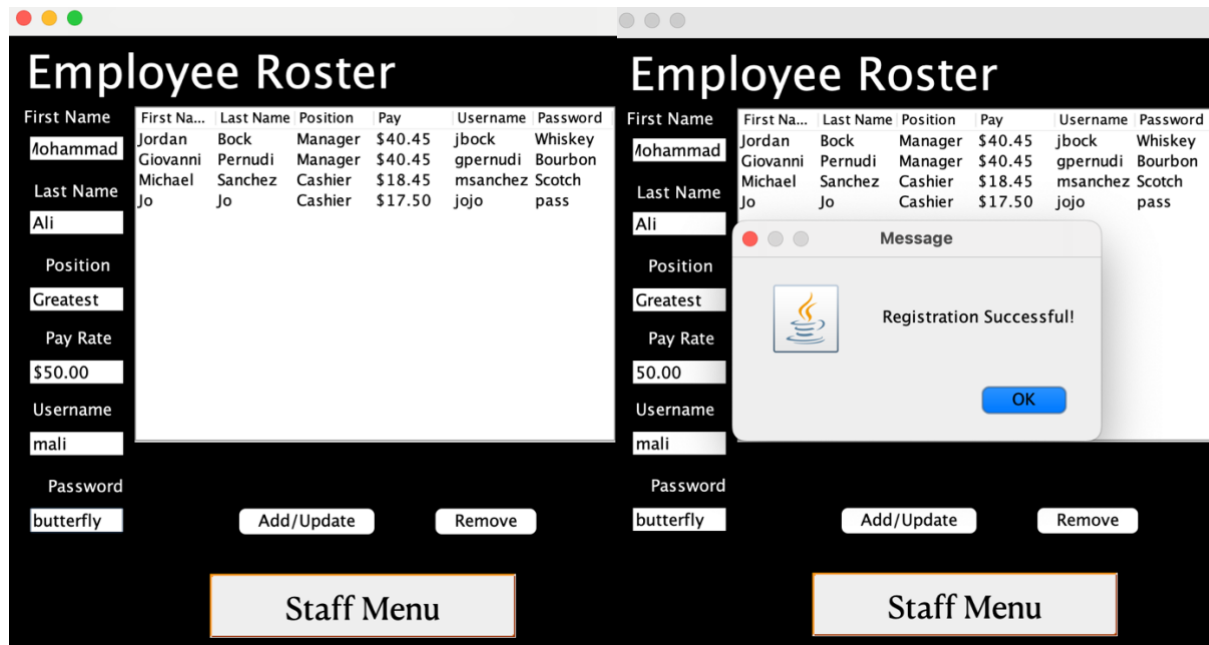 Employee Roster
First Name
First Na... Last Name Position Pay Username Password
Jordan Bock Manager $40.45 jbock Whiskey
Giovanni Pernudi Manager $40.45 gpernudi Bourbon
Michael Sanchez Cashier $18.45 msanchez Scotch
Jo Jo Cashier $17.50 jojo pass
Mohammad
Last Name
Ali
Position
Greatest
Pay Rate
$50.00
Username
mali
Password
butterfly
Add/Update
Remove
Staff Menu
Employee Roster
First Name
First Na... Last Name Position Pay Username Password
Jordan Bock Manager $40.45 jbock Whiskey
Giovanni Pernudi Manager $40.45 gpernudi Bourbon
Michael Sanchez Cashier $18.45 msanchez Scotch
Jo Jo Cashier $17.50 jojo pass
Mohammad
Last Name
Ali
Position
Greatest
Pay Rate
50.00
Username
mali
Password
butterfly
Message
Registration Successful!
OK
Add/Update
Remove
Staff Menu